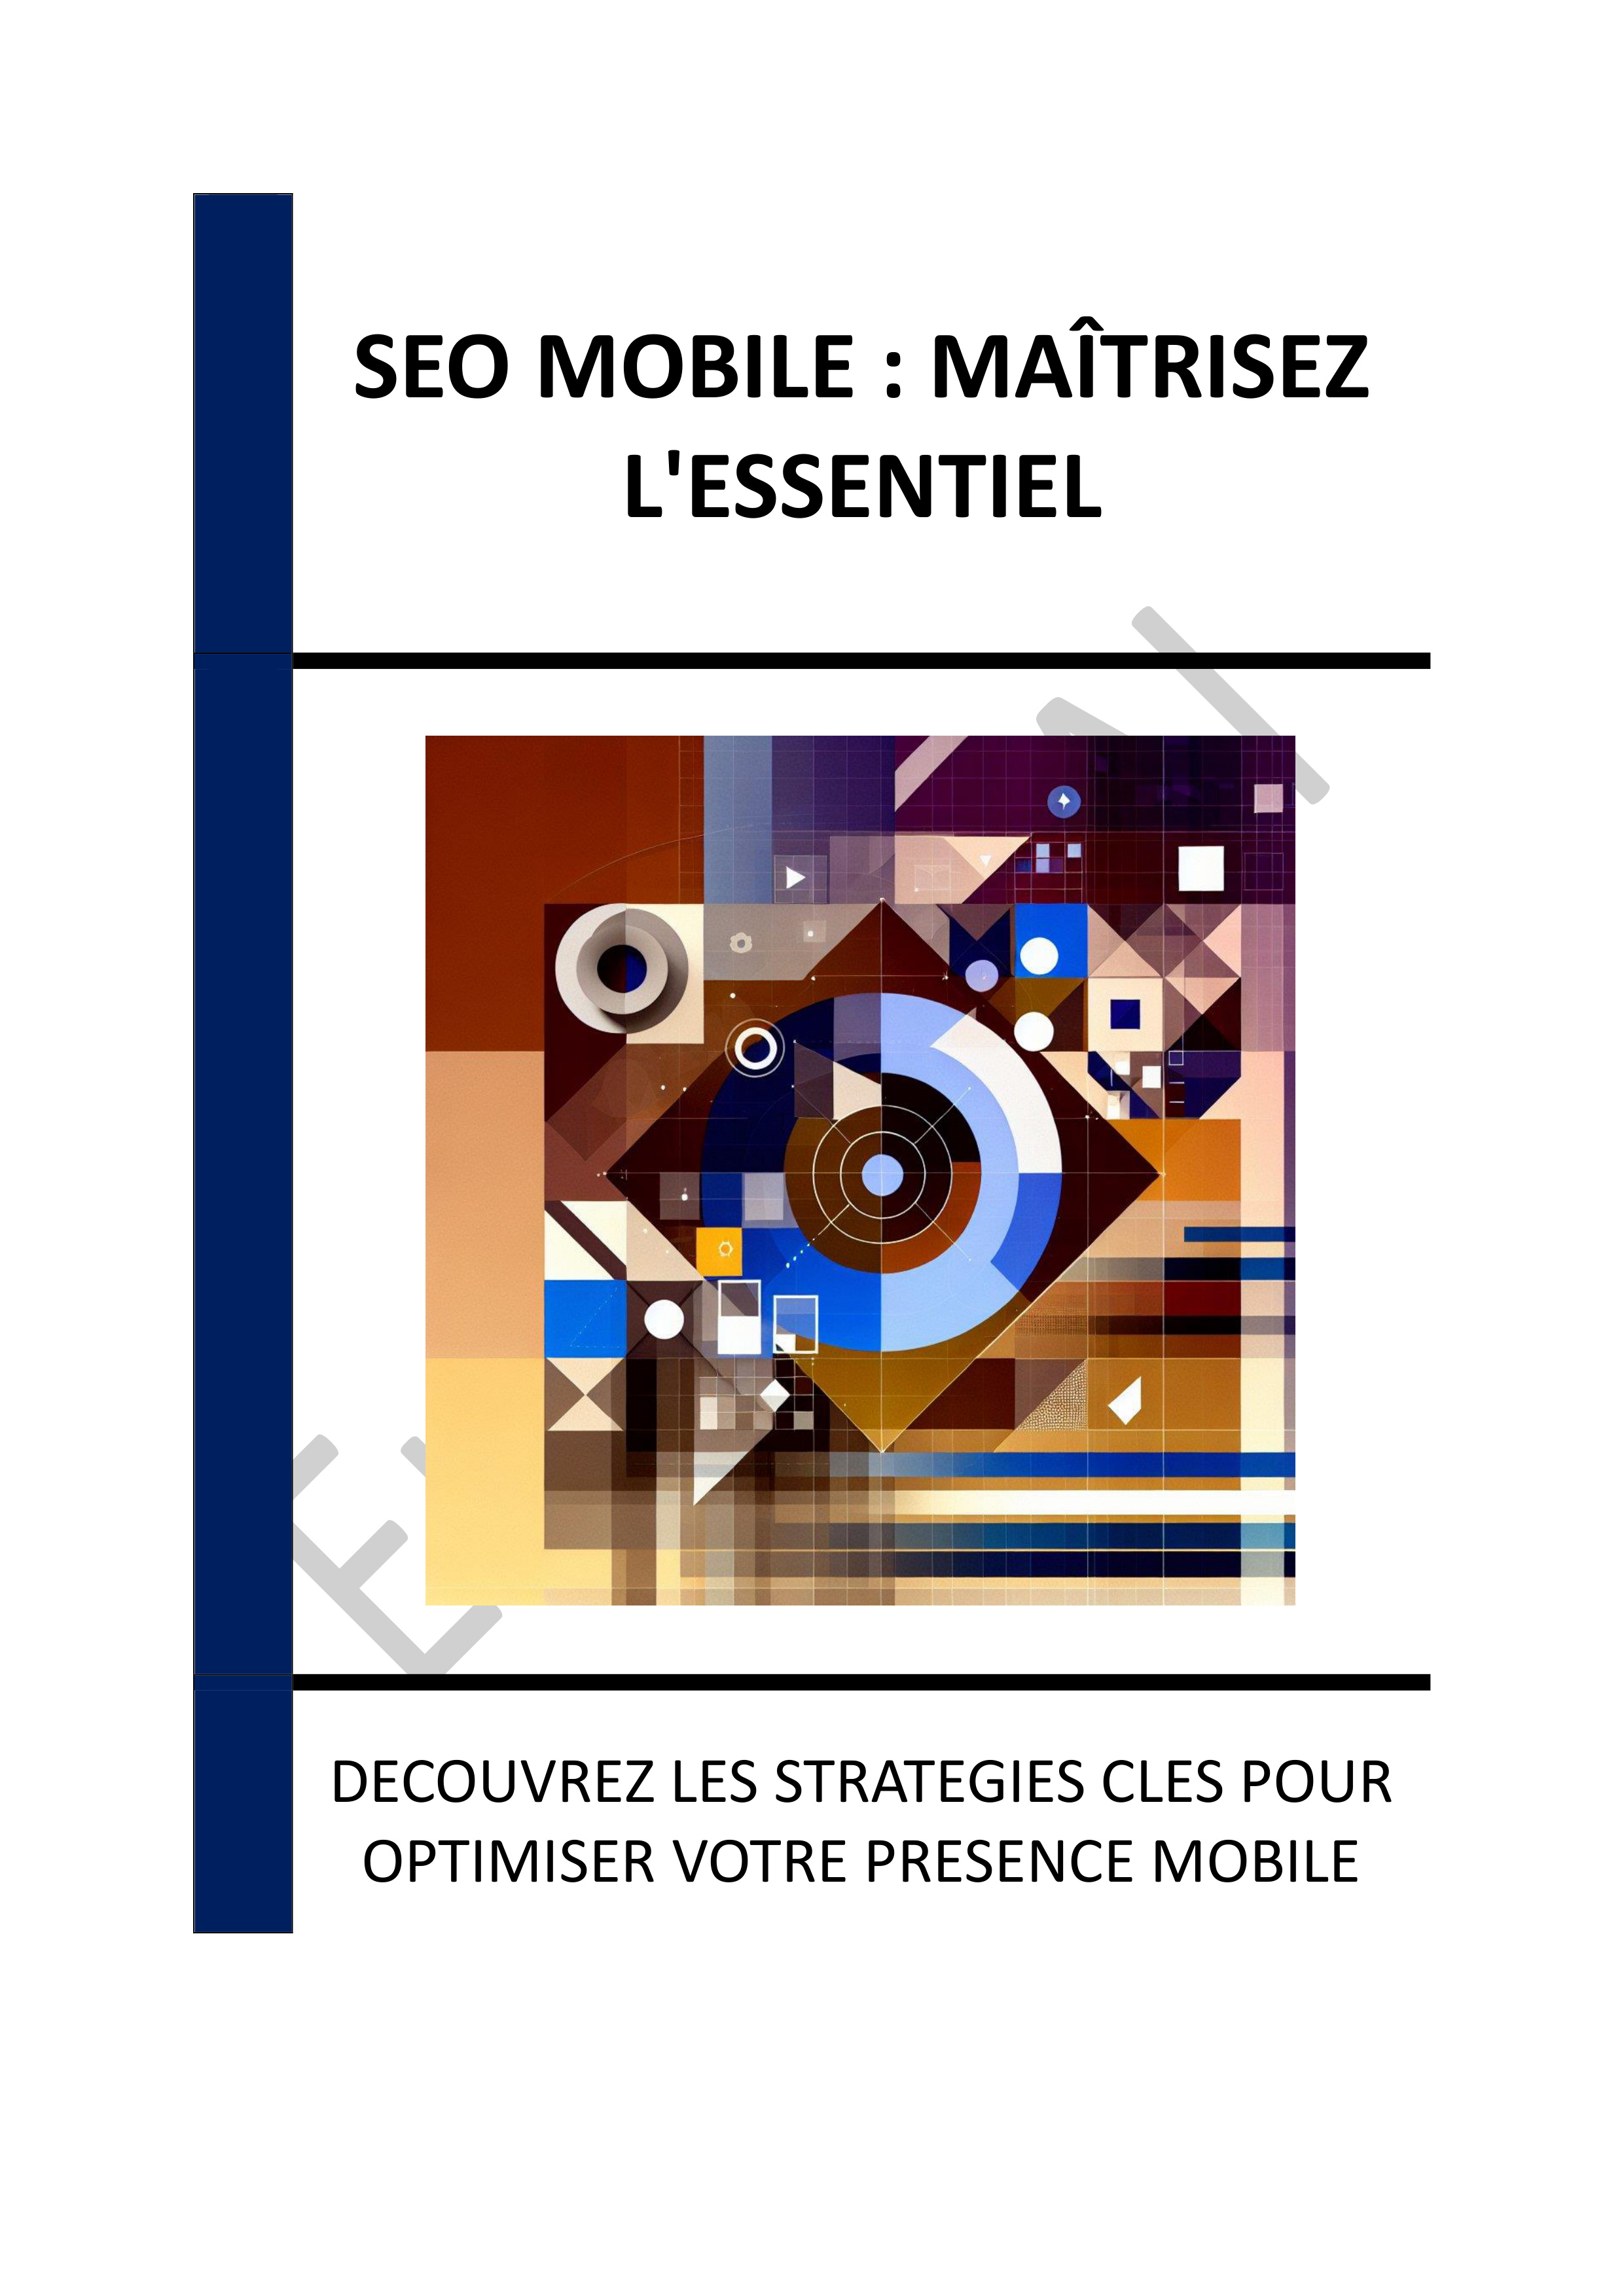 SEO MOBILE : MAÎTRISEZ
L'ESSENTIEL
DECOUVREZ LES STRATEGIES CLES POUR
OPTIMISER VOTRE PRESENCE MOBILE